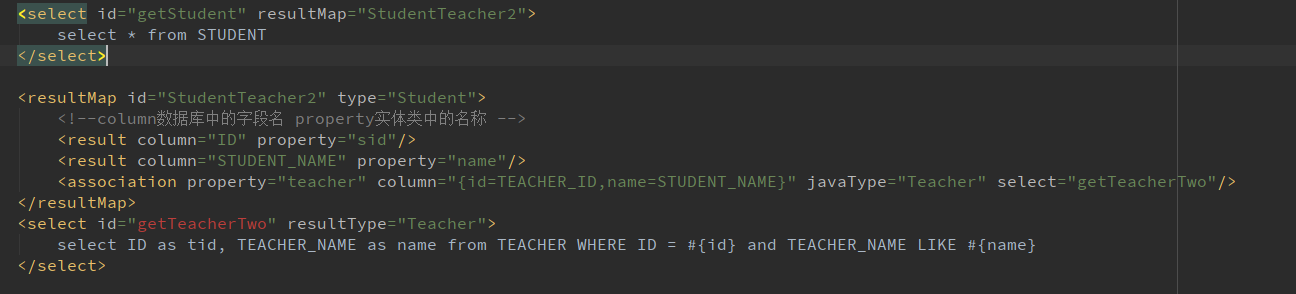 <select id="getStudent" resultMap="StudentTeacher2">
    select * from STUDENT
</select>
<resultMap id="StudentTeacher2" type="Student">
    <!--column数据库中的字段名 property实体类中的名称 -->
    <result column="ID" property="sid"/>
    <result column="STUDENT_NAME" property="name"/>
    <association property="teacher" column="{id=TEACHER_ID,name=STUDENT_NAME}" javaType="Teacher" select="getTeacherTwo"/>
</resultMap>
<select id="getTeacherTwo" resultType="Teacher">
    select ID as tid, TEACHER_NAME as name from TEACHER WHERE ID = #{id} and TEACHER_NAME LIKE #{name}
</select>